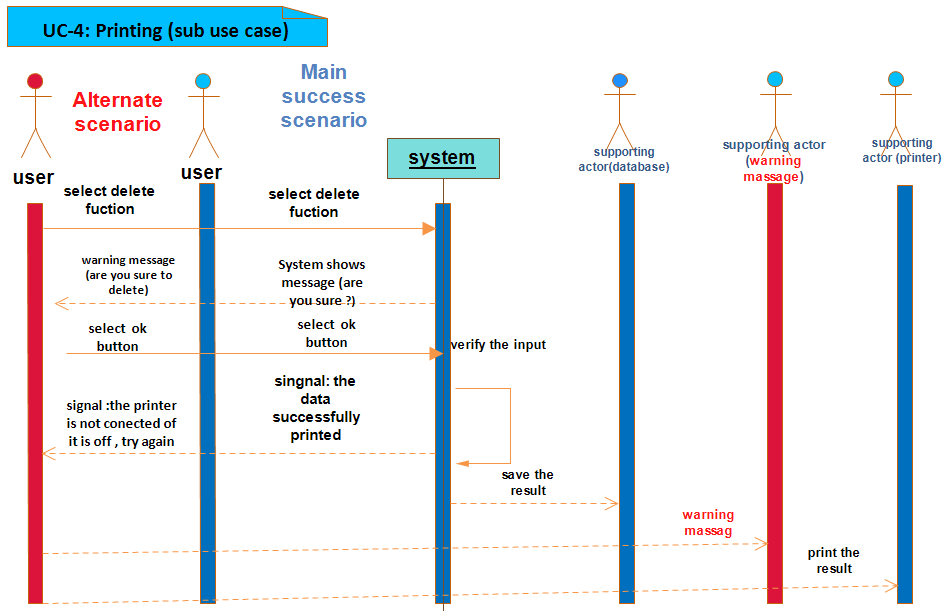 UC-4: Printing (sub use case)
Alternate
scenario
Main
success
scenario
user
user
system
supporting
actor(database)
supporting actor
(warning
massage)
supporting
actor (printer)
select delete
fuction
select delete
fuction
warning message
(are you sure to
delete)
System shows
message (are
you sure ?)
select ok
button
select ok
button
verify the input
signal :the printer
is not conected of
it is off , try again
singnal: the
data
successfully
printed
save the
result
warning
massag
print the
result